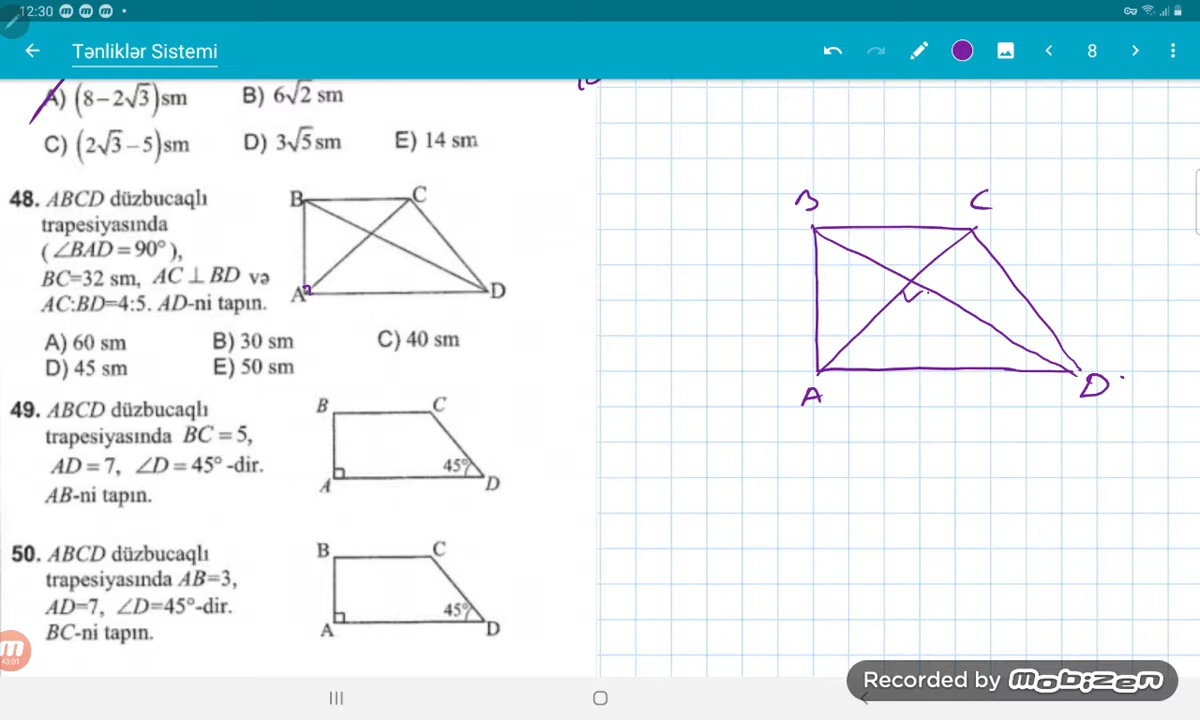 12:30
Tənliklər Sistemi
8
A) (8−2√3)sm B) 6√2 sm
C) (2√3−5)sm D) 3√5 sm E) 14 sm
48. ABCD düzbucaqlı
trapesiyasında
(∠BAD=90°),
BC=32 sm, AC⊥BD və
AC:BD=4:5. AD-ni tapın.
B C
A D
A) 60 sm B) 30 sm C) 40 sm
D) 45 sm E) 50 sm
49. ABCD düzbucaqlı
trapesiyasında BC=5,
AD=7, ∠D=45°-dir.
AB-ni tapın.
B C
45°
A D
50. ABCD düzbucaqlı
trapesiyasında AB=3,
AD=7, ∠D=45°-dir.
BC-ni tapın.
B C
45°
A D
B C
A D
43:01
Recorded by mobizen